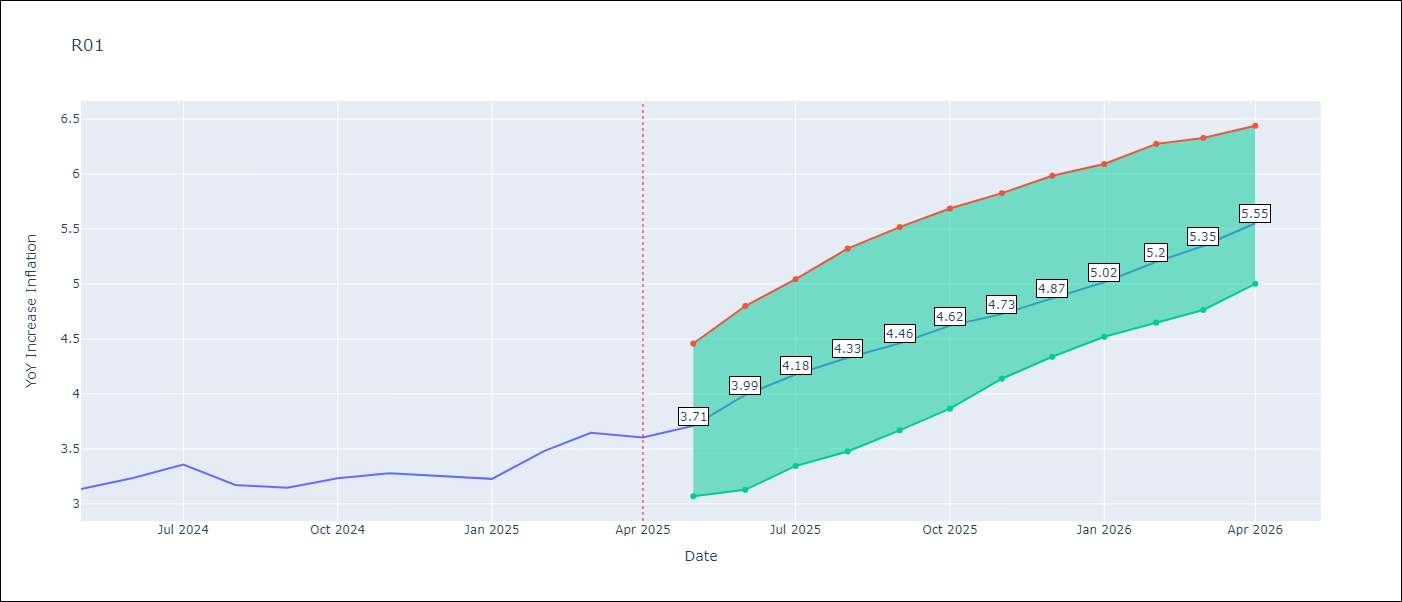 R01
YoY Increase Inflation
6.5
6
5.5
5
4.5
4
3.5
3
3.71
3.99
4.18
4.33
4.46
4.62
4.73
4.87
5.02
5.2
5.35
5.55
Jul 2024
Oct 2024
Jan 2025
Apr 2025
Jul 2025
Oct 2025
Jan 2026
Apr 2026
Date